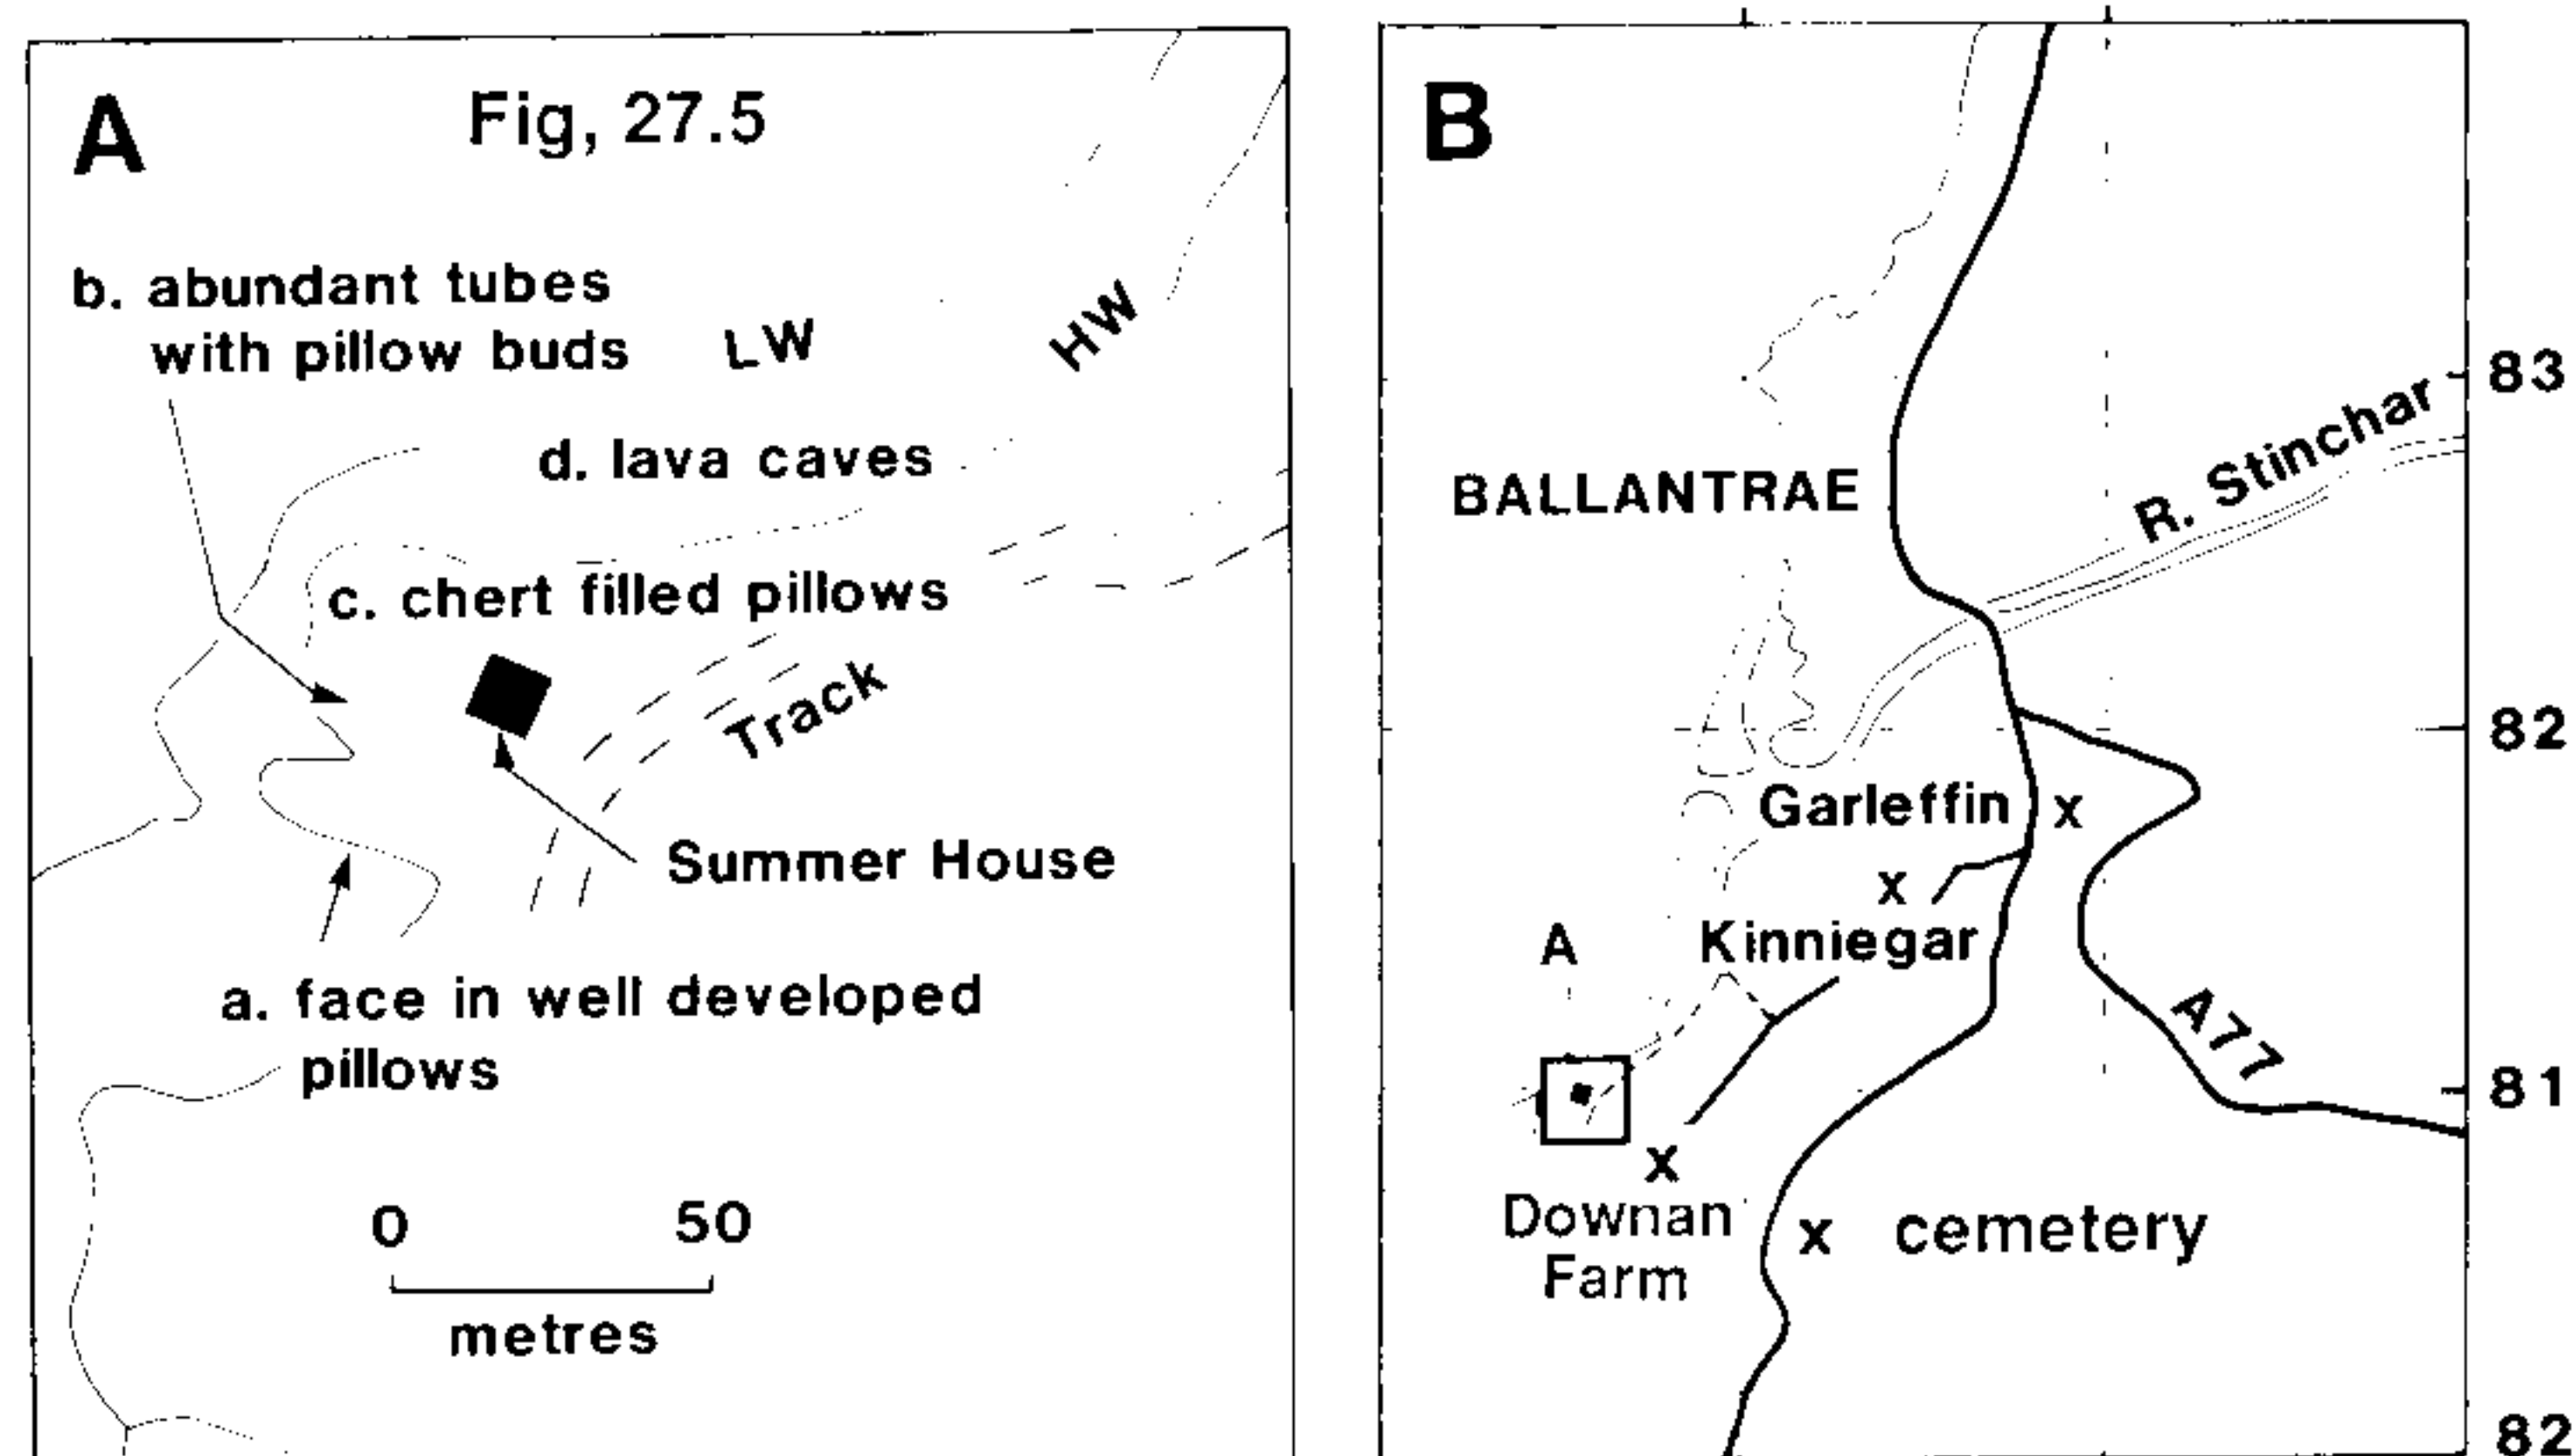 A
Fig, 27.5
b. abundant tubes
with pillow buds
LW
HW
d. lava caves
c. chert filled pillows
Track
Summer House
a. face in well developed
pillows
0 50
metres
B
83
R. Stinchar
BALLANTRAE
82
Garleffin x
x
Kinniegar
A
A77
81
x
Downan
Farm
x cemetery
82